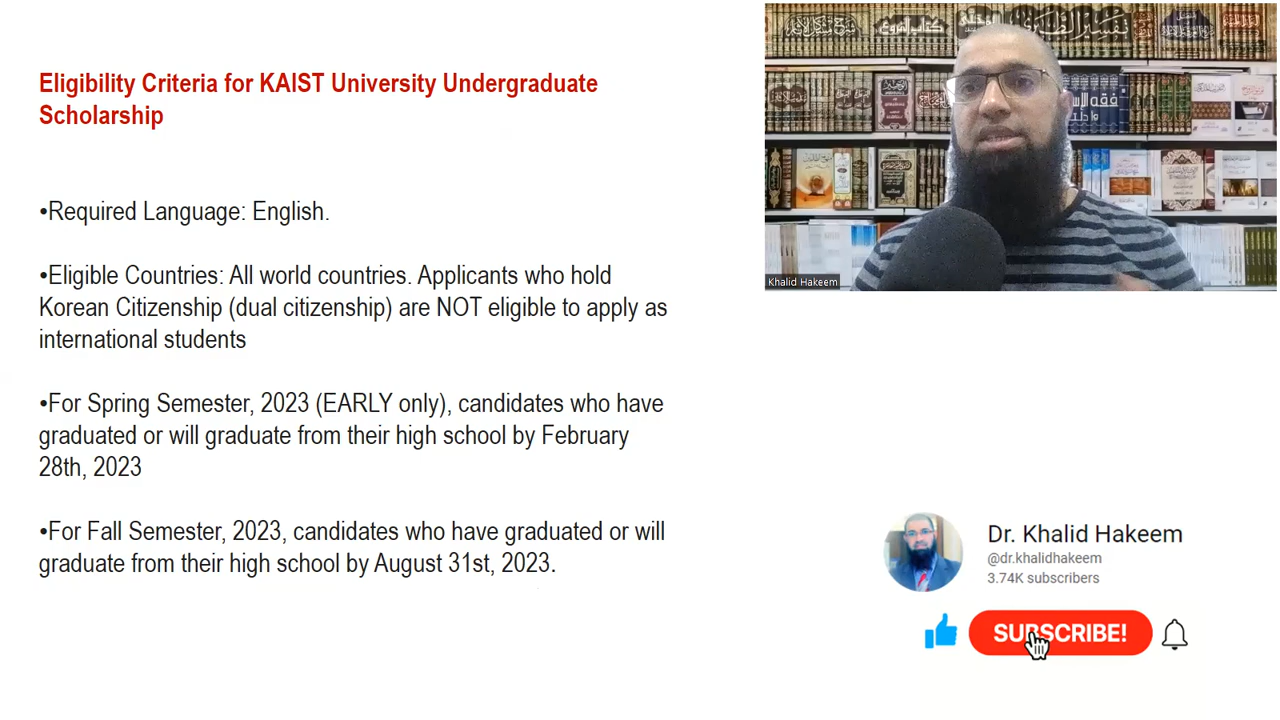 Eligibility Criteria for KAIST University Undergraduate
Scholarship
•Required Language: English.
•Eligible Countries: All world countries. Applicants who hold
Korean Citizenship (dual citizenship) are NOT eligible to apply as
international students
•For Spring Semester, 2023 (EARLY only), candidates who have
graduated or will graduate from their high school by February
28th, 2023
•For Fall Semester, 2023, candidates who have graduated or will
graduate from their high school by August 31st, 2023.
كتاب الفروع
تفسير الطبري
Khalid Hakeem
Dr. Khalid Hakeem
@dr.khalidhakeem
3.74K subscribers
SUBSCRIBE!